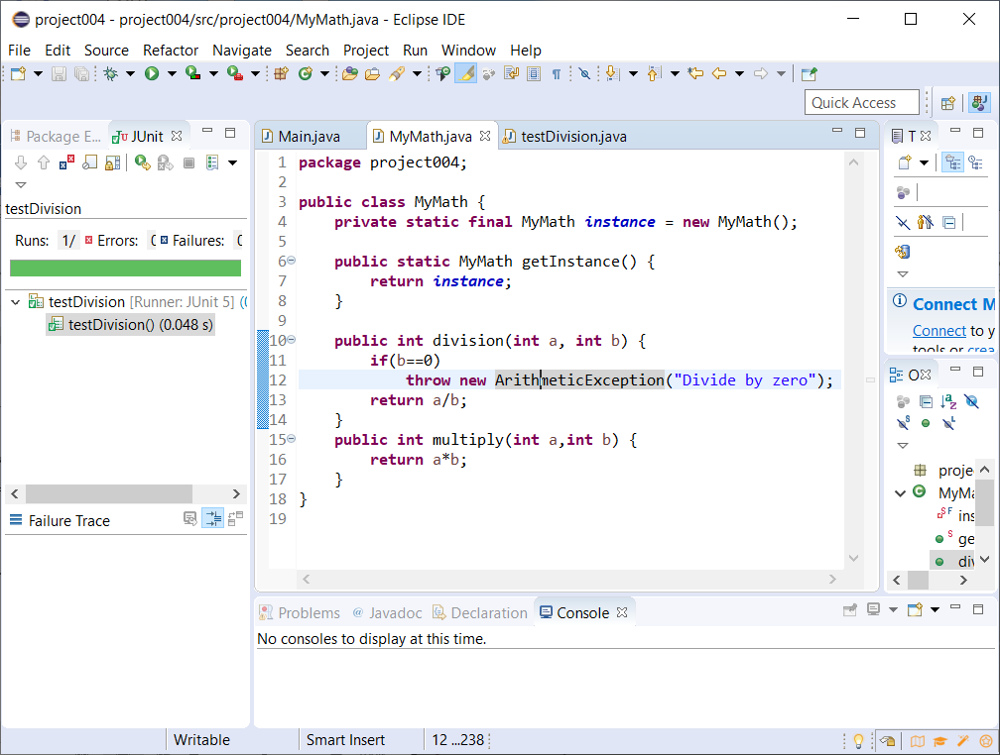 project004 - project004/src/project004/MyMath.java - Eclipse IDE
File Edit Source Refactor Navigate Search Project Run Window Help
Quick Access
Package E...
JUnit
testDivision
Runs: 1/ Errors: Failures:
testDivision [Runner: JUnit 5]
testDivision() (0.048 s)
Failure Trace
Main.java MyMath.java testDivision.java
1 package project004;
2
3 public class MyMath {
4 private static final MyMath instance = new MyMath();
5
6 public static MyMath getInstance() {
7 return instance;
8 }
9
10 public int division(int a, int b) {
11 if(b==0)
12 throw new ArithmeticException("Divide by zero");
13 return a/b;
14 }
15 public int multiply(int a,int b) {
16 return a*b;
17 }
18 }
19
T
Connect M
Connect to y
O
proje
MyMa
ins
ge
div
Problems Javadoc Declaration Console
No consoles to display at this time.
Writable Smart Insert 12 ...238